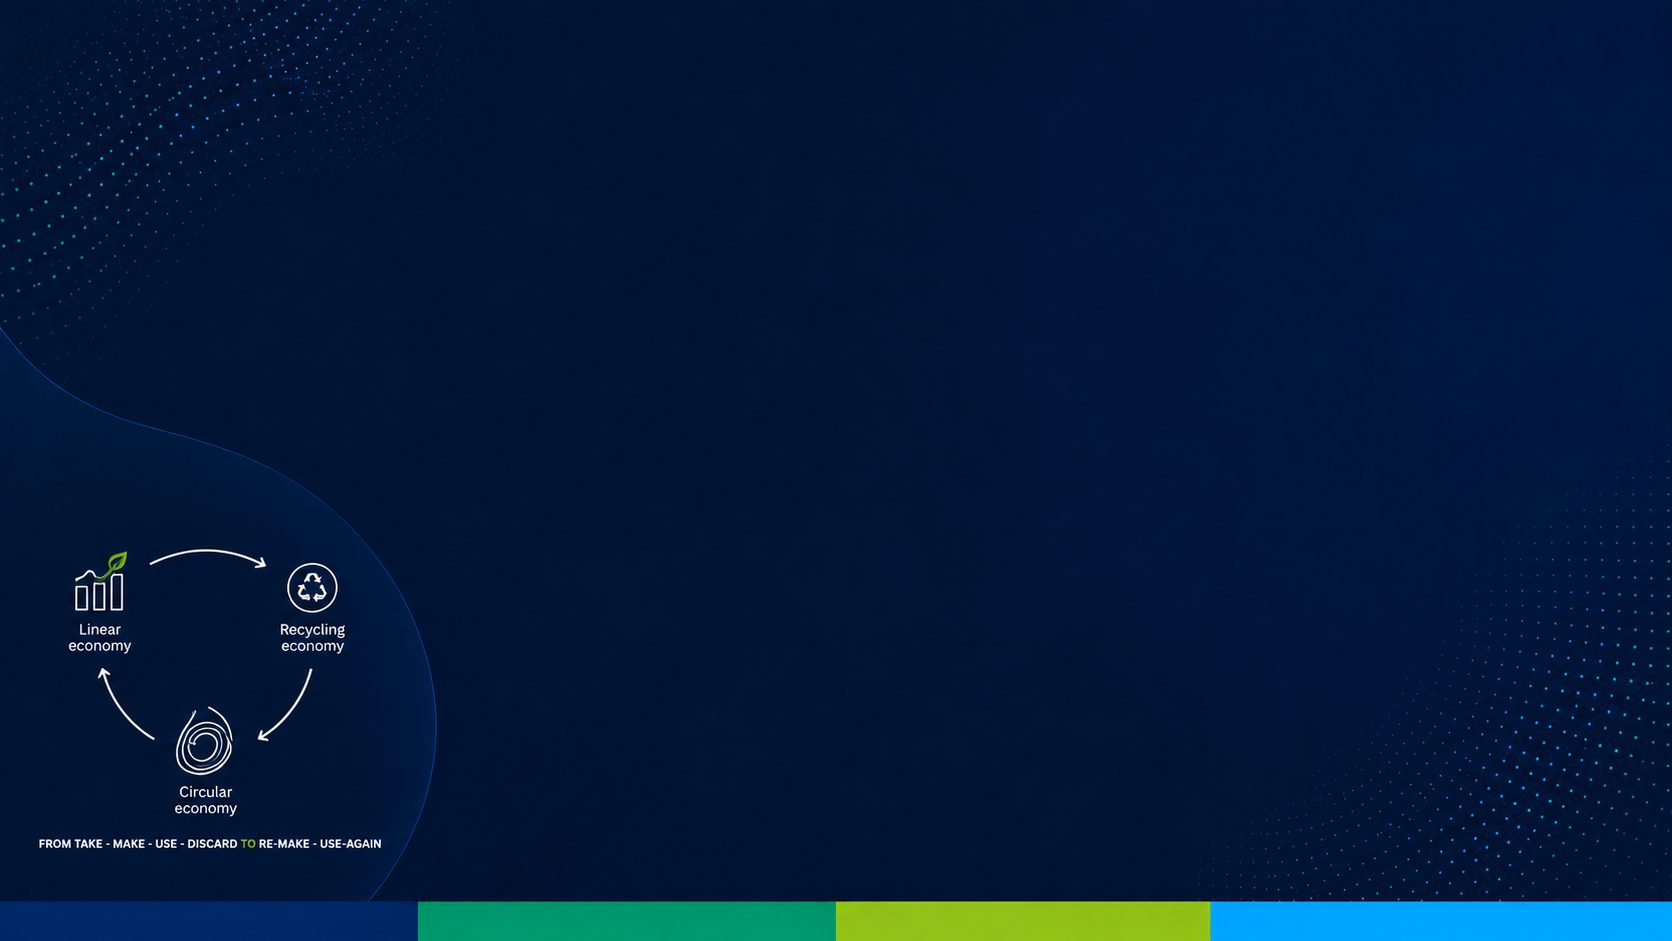 Linear
economy
Recycling
economy
Circular
economy
FROM TAKE - MAKE - USE - DISCARD TO RE-MAKE - USE-AGAIN